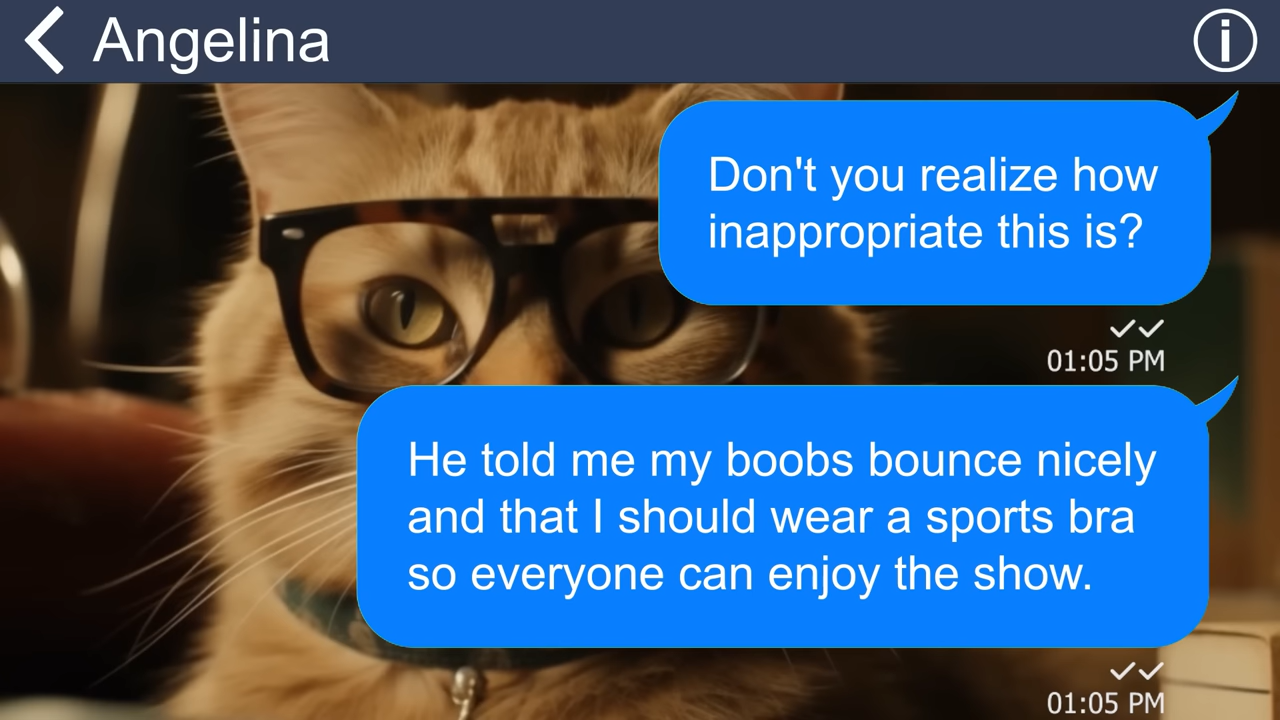 Angelina
Don't you realize how
inappropriate this is?
01:05 PM
He told me my boobs bounce nicely
and that I should wear a sports bra
so everyone can enjoy the show.
01:05 PM